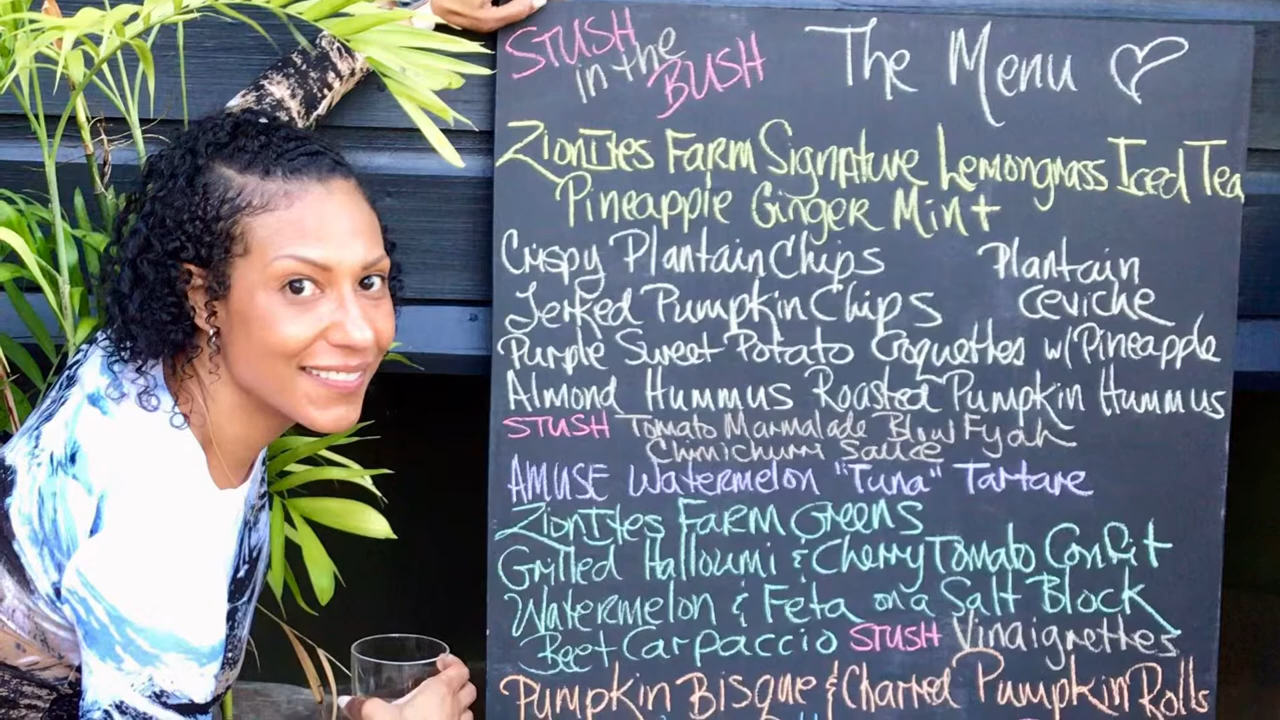 STUSH in the BUSH The Menu
ZionItes Farm Signature Lemongrass Iced Tea
Pineapple Ginger Mint
Crispy Plantain Chips Plantain
Jerked Pumpkin Chips Ceviche
Purple Sweet Potato Croquettes w/ Pineapple
Almond Hummus Roasted Pumpkin Hummus
STUSH Tomato Marmalade Blow Fyah
Chimichurri Sauce
AMUSE Watermelon "Tuna" Tartare
ZionItes Farm Greens
Grilled Halloumi & Cherry Tomato Confit
Watermelon & Feta on a Salt Block
Beet Carpaccio STUSH Vinaigrettes
Pumpkin Bisque & Charred Pumpkin Rolls